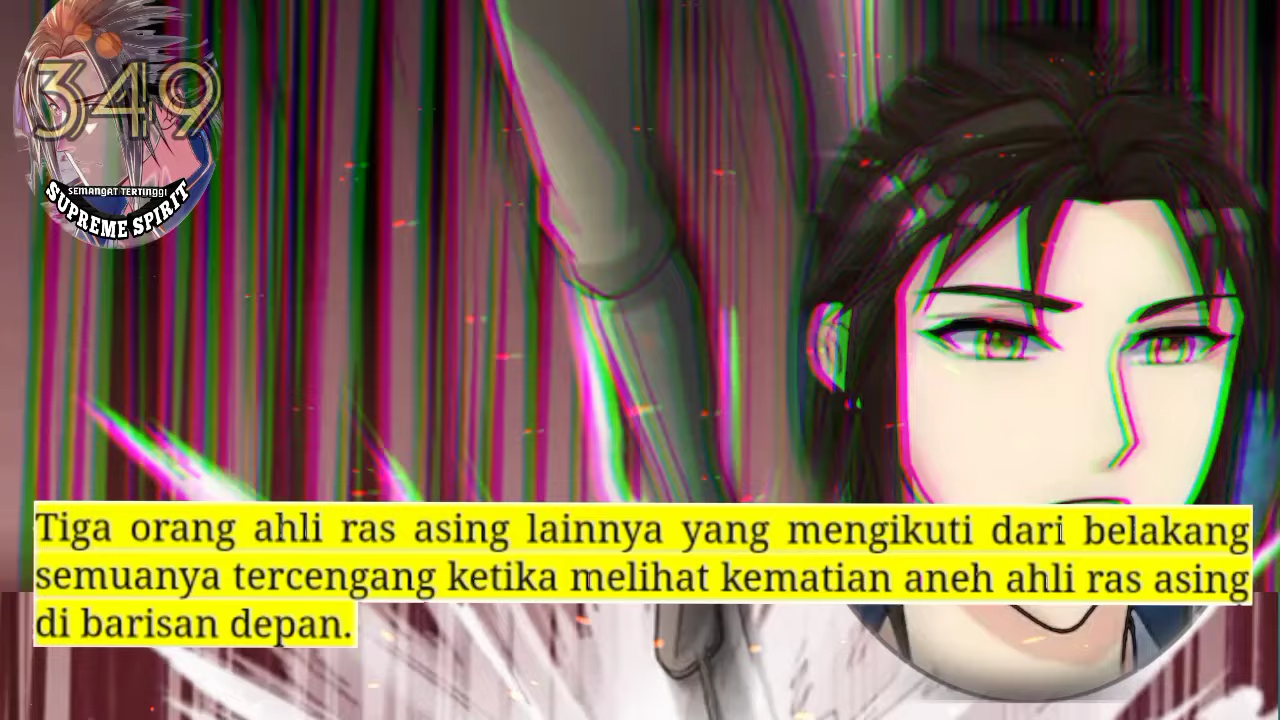 349
SEMANGAT TERTINGGI
SUPREME SPIRIT
Tiga orang ahli ras asing lainnya yang mengikuti dari belakang
semuanya tercengang ketika melihat kematian aneh ahli ras asing
di barisan depan.